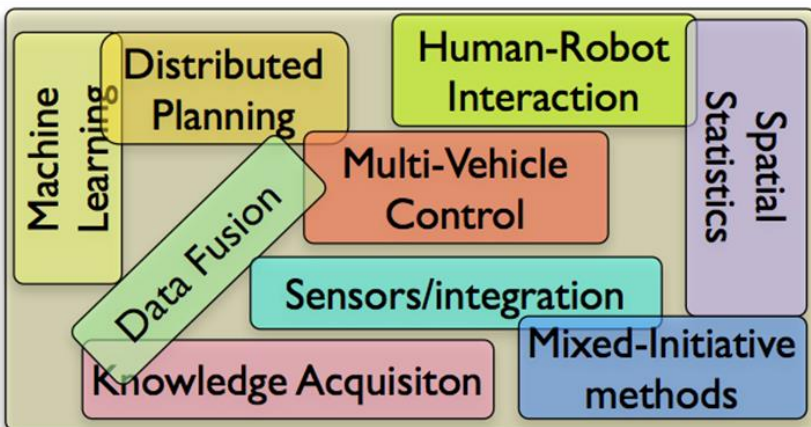 Machine
Learning
Distributed
Planning
Human-Robot
Interaction
Spatial
Statistics
Multi-Vehicle
Control
Data Fusion
Sensors/integration
Knowledge Acquisiton
Mixed-Initiative
methods